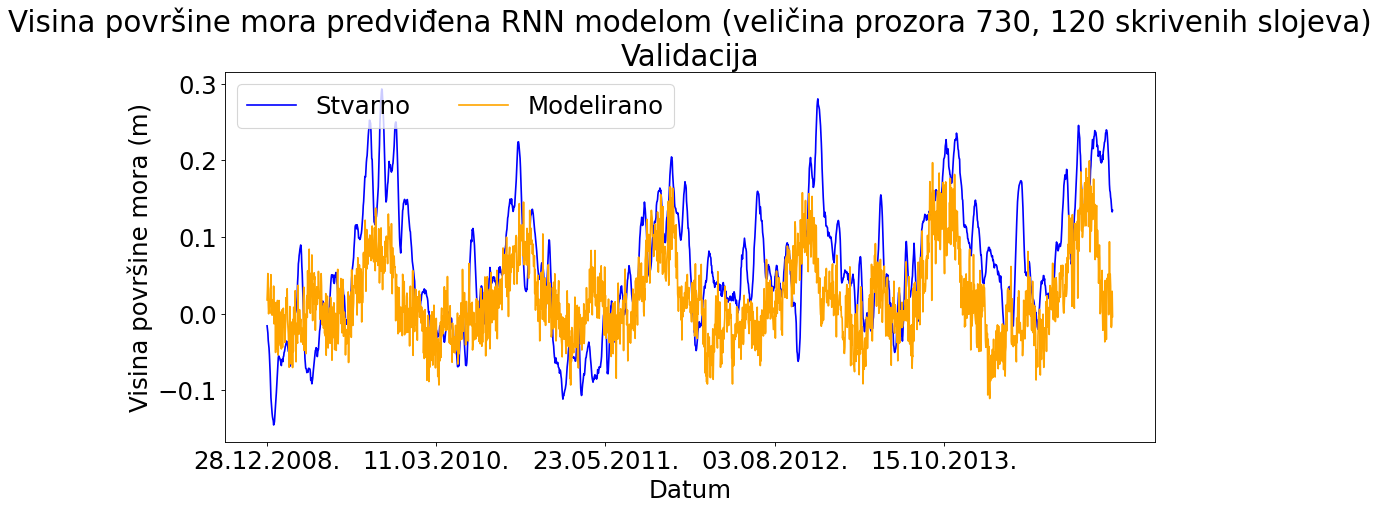 Visina površine mora predviđena RNN modelom (veličina prozora 730, 120 skrivenih slojeva)
Validacija
Stvarno
Modelirano
Visina površine mora (m)
0.3
0.2
0.1
0.0
−0.1
28.12.2008.
11.03.2010.
23.05.2011.
03.08.2012.
15.10.2013.
Datum